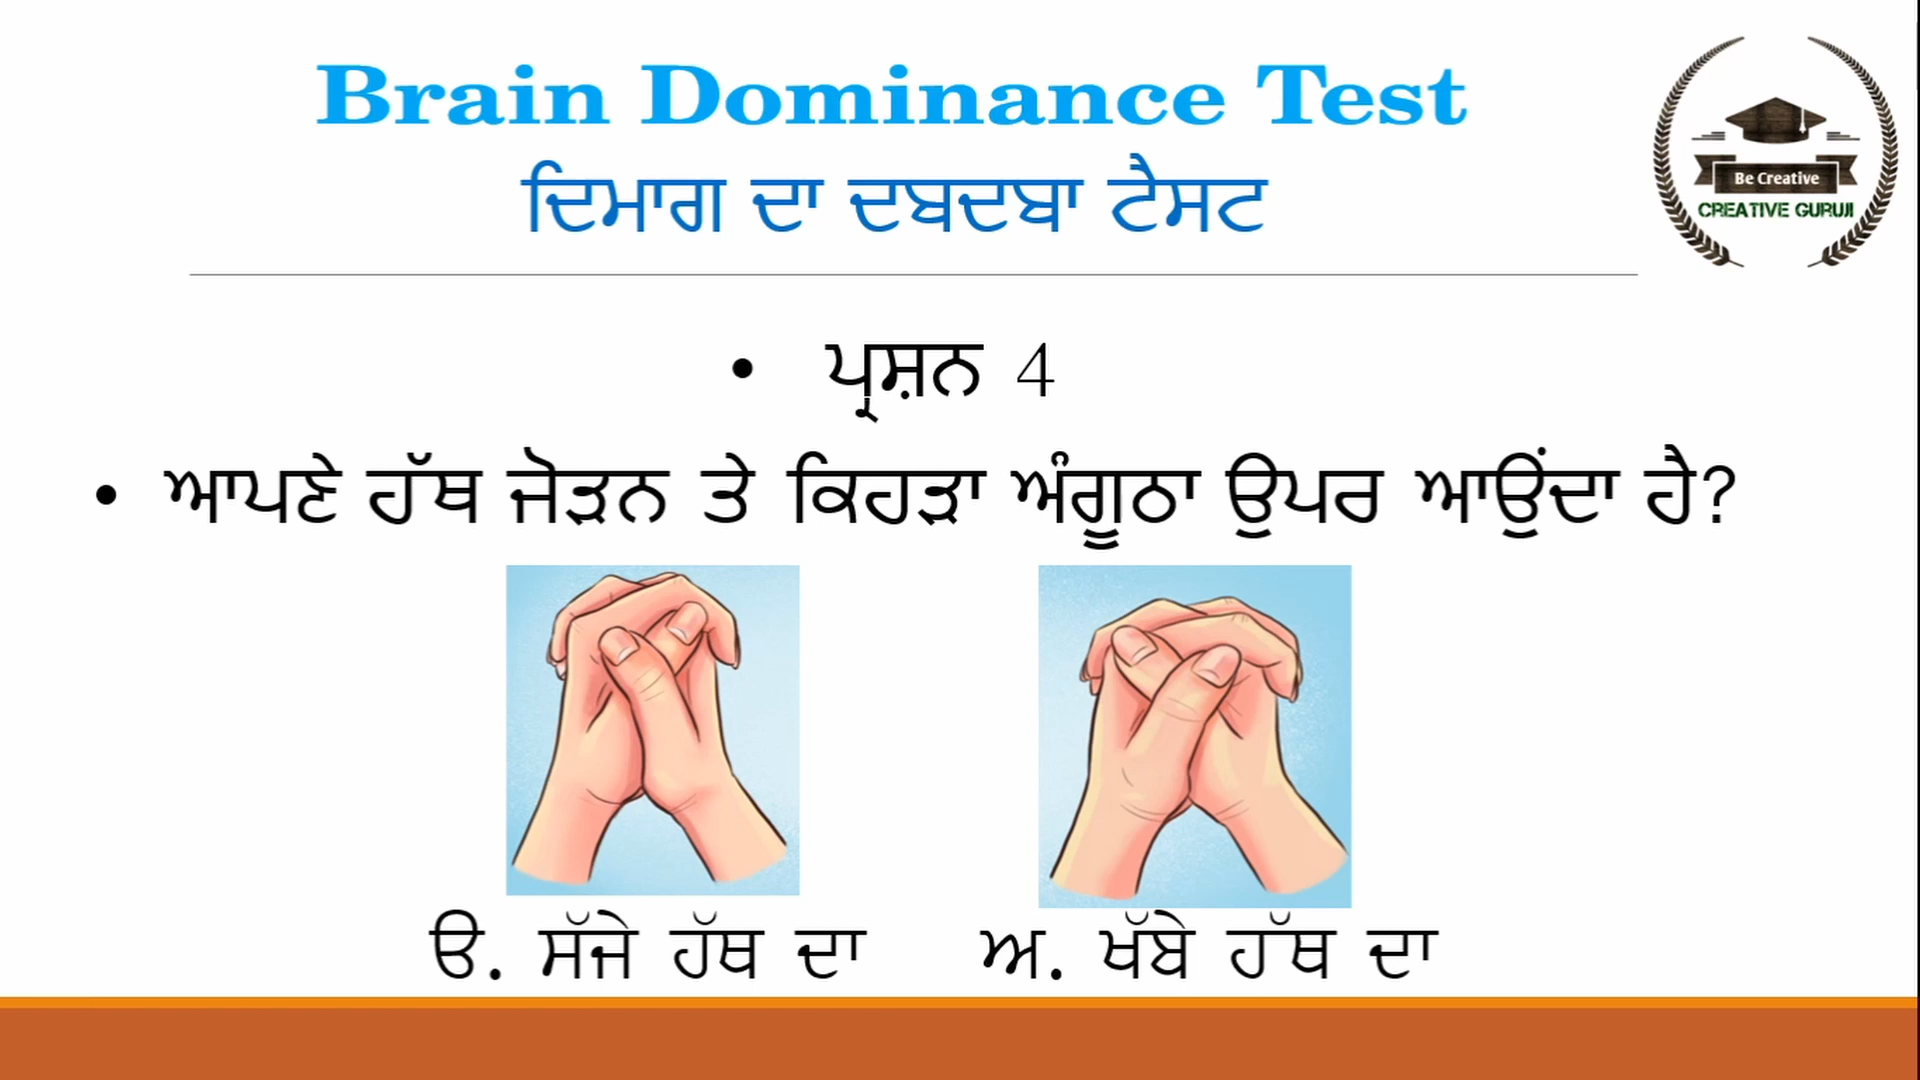 Brain Dominance Test
ਦਿਮਾਗ ਦਾ ਦਬਦਬਾ ਟੈਸਟ
Be Creative
CREATIVE GURUJI
• ਪ੍ਰਸ਼ਨ 4
• ਆਪਣੇ ਹੱਥ ਜੋੜਨ ਤੇ ਕਿਹੜਾ ਅੰਗੂਠਾ ਉਪਰ ਆਉਂਦਾ ਹੈ?
ੳ. ਸੱਜੇ ਹੱਥ ਦਾ
ਅ. ਖੱਬੇ ਹੱਥ ਦਾ